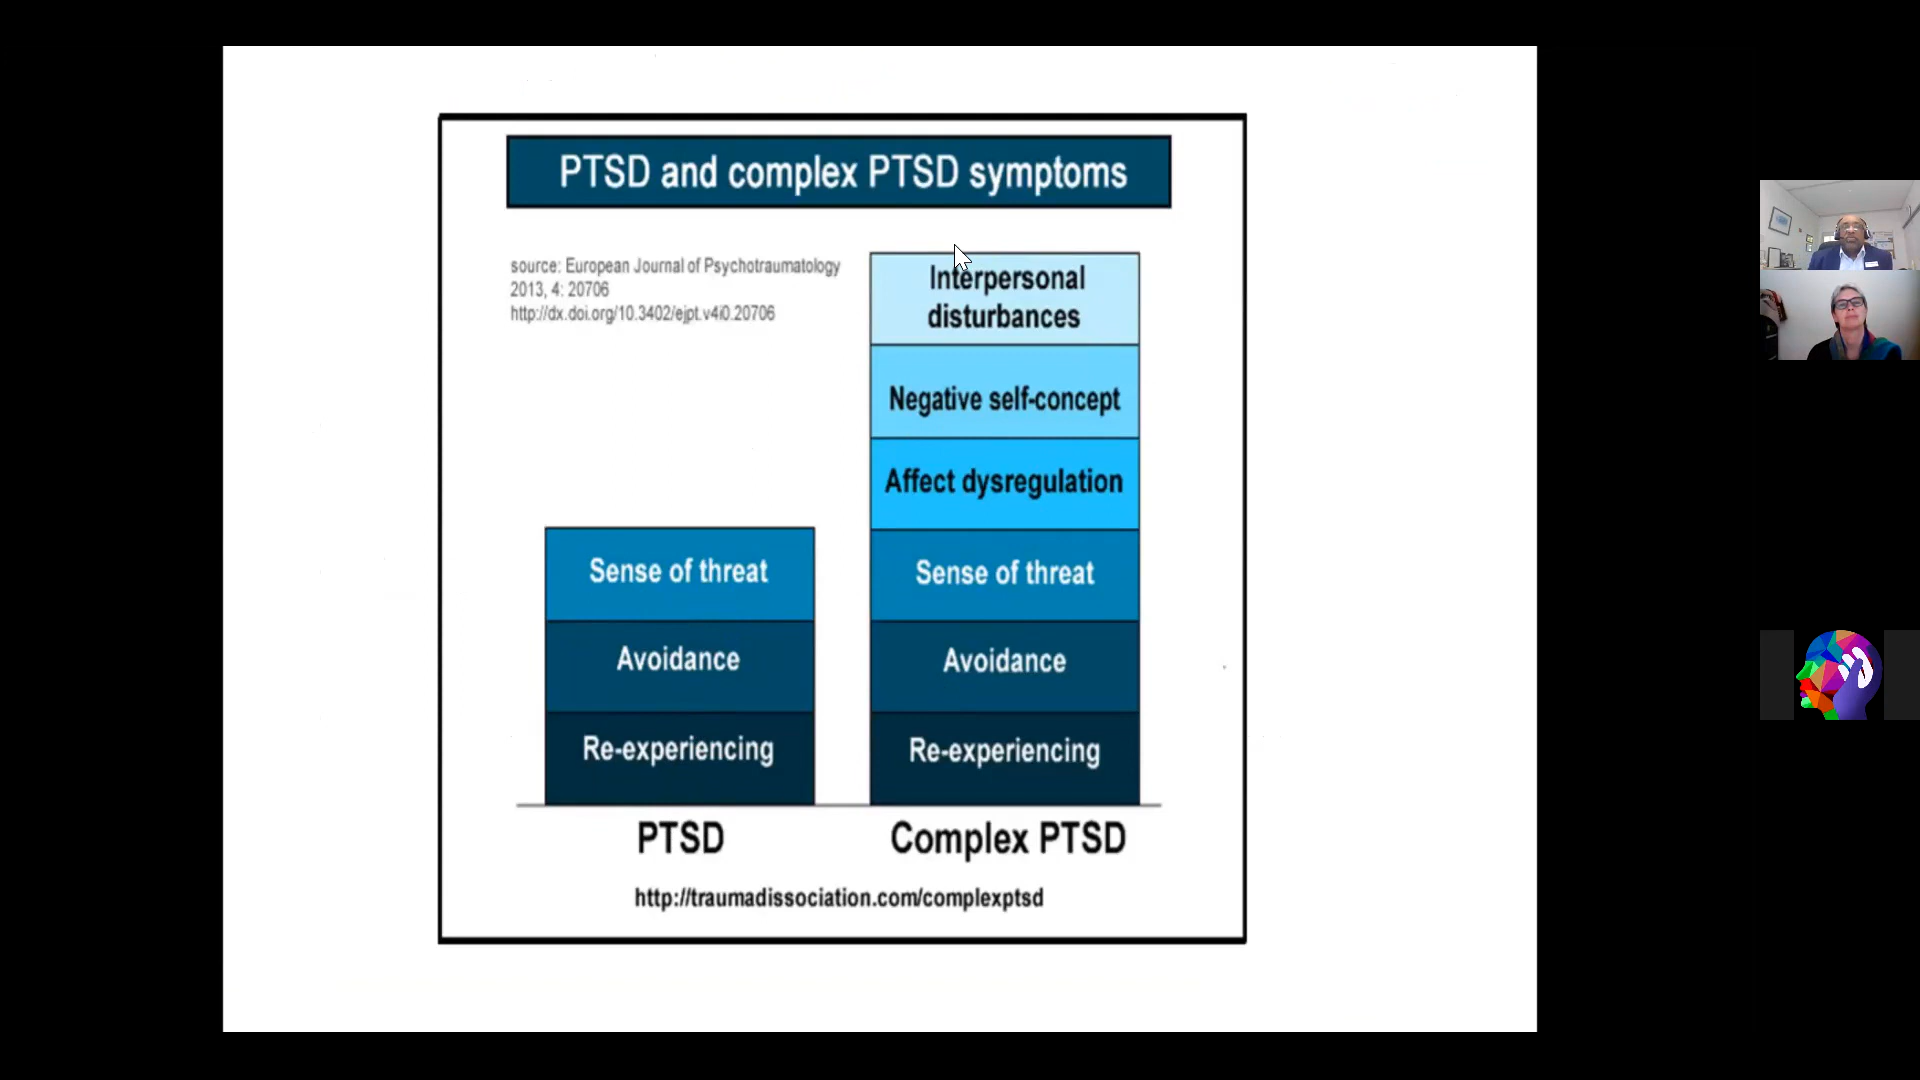 PTSD and complex PTSD symptoms
source: European Journal of Psychotraumatology
2013, 4: 20706
http://dx.doi.org/10.3402/ejpt.v4i0.20706
Interpersonal
disturbances
Negative self-concept
Affect dysregulation
Sense of threat
Sense of threat
Avoidance
Avoidance
Re-experiencing
Re-experiencing
PTSD
Complex PTSD
http://traumadissociation.com/complexptsd